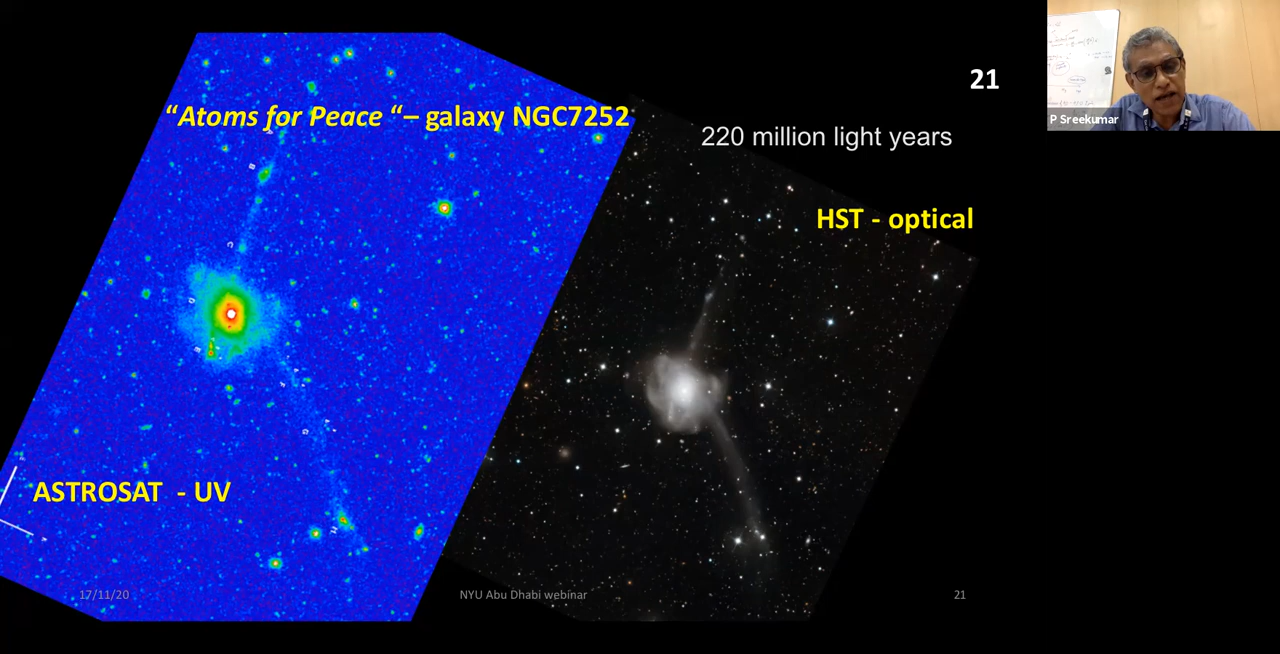 21
“Atoms for Peace “– galaxy NGC7252
220 million light years
HST - optical
ASTROSAT - UV
17/11/20
NYU Abu Dhabi webinar
21
P Sreekumar